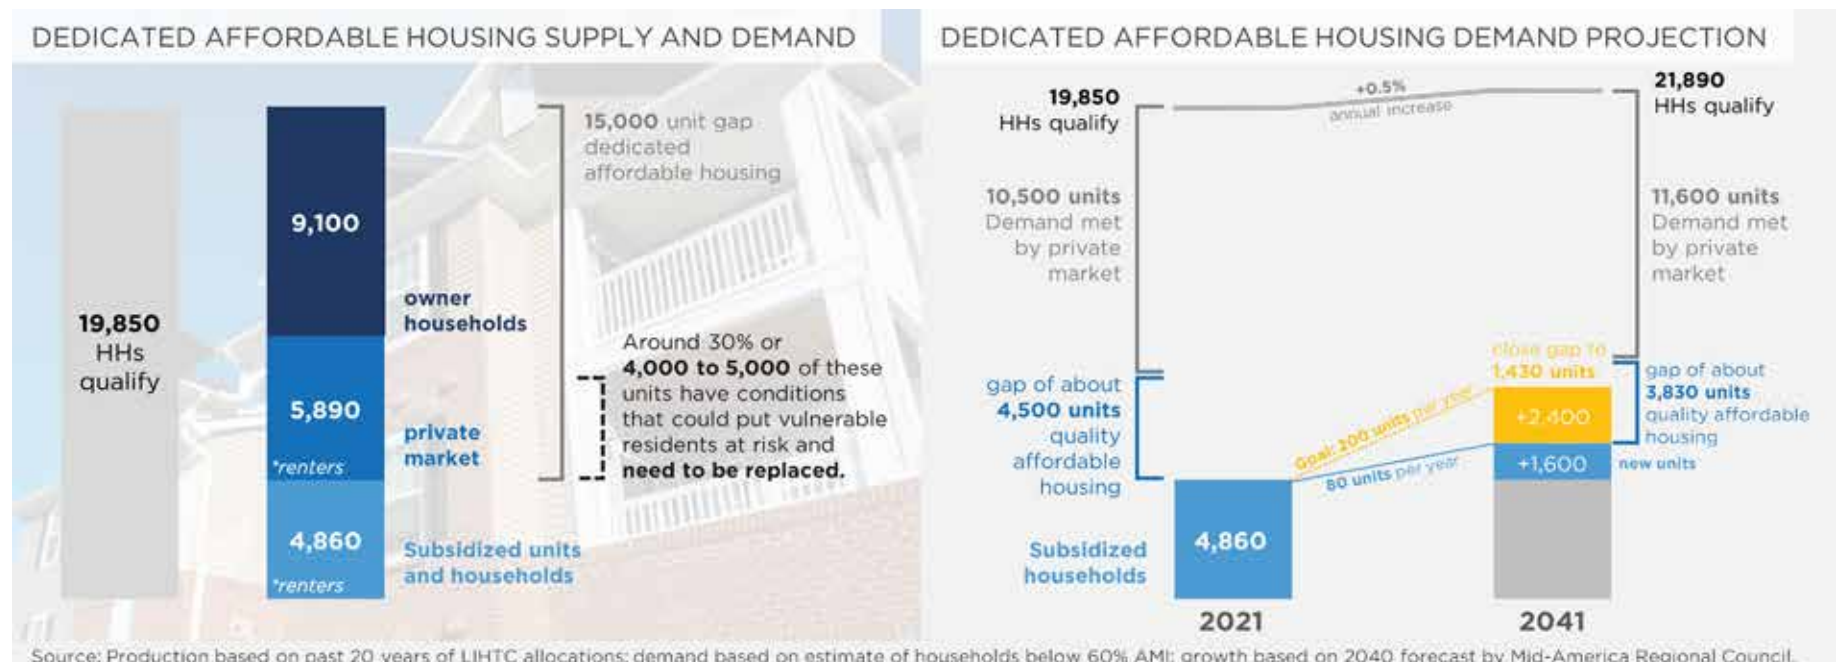 DEDICATED AFFORDABLE HOUSING SUPPLY AND DEMAND
19,850
HHs
qualify
9,100
owner
households
5,890
*renters
private
market
4,860
*renters
Subsidized units
and households
15,000 unit gap
dedicated
affordable housing
Around 30% or
4,000 to 5,000 of these
units have conditions
that could put vulnerable
residents at risk and
need to be replaced.
DEDICATED AFFORDABLE HOUSING DEMAND PROJECTION
19,850
HHs qualify
+0.5%
annual increase
21,890
HHs qualify
10,500 units
Demand met
by private
market
11,600 units
Demand met
by private
market
gap of about
4,500 units
quality
affordable
housing
close gap to
1,430 units
gap of about
3,830 units
quality affordable
housing
Goal: 200 units per year
80 units per year
+2,400
+1,600
new units
Subsidized
households
4,860
2021
2041
Source: Production based on past 20 years of LIHTC allocations; demand based on estimate of households below 60% AMI; growth based on 2040 forecast by Mid-America Regional Council.